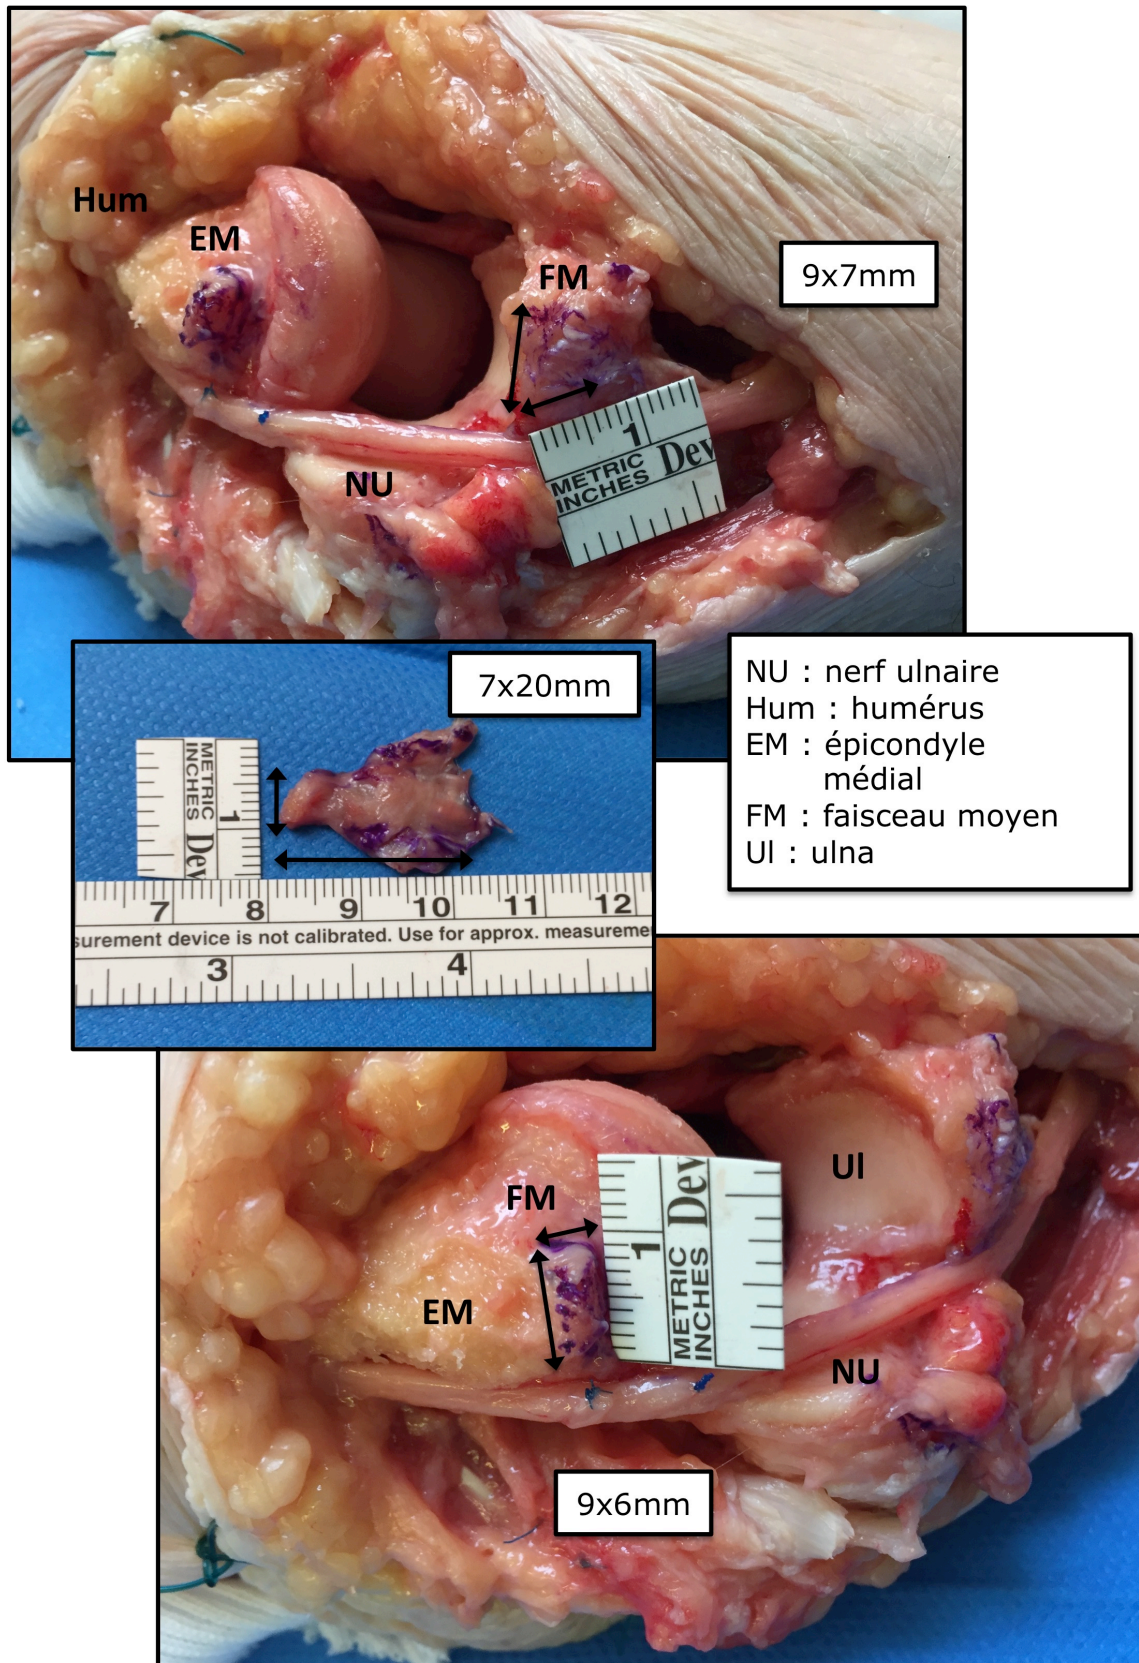 Hum
EM
FM
9x7mm
1
METRIC Dev
INCHES
NU
7x20mm
METRIC 1
Dev
7 8 9 10 11 12
surement device is not calibrated. Use for approx. measureme
3 4
NU : nerf ulnaire
Hum : humérus
EM : épicondyle
médial
FM : faisceau moyen
Ul : ulna
FM
Ul
EM
1 Dev
METRIC
INCHES
NU
9x6mm